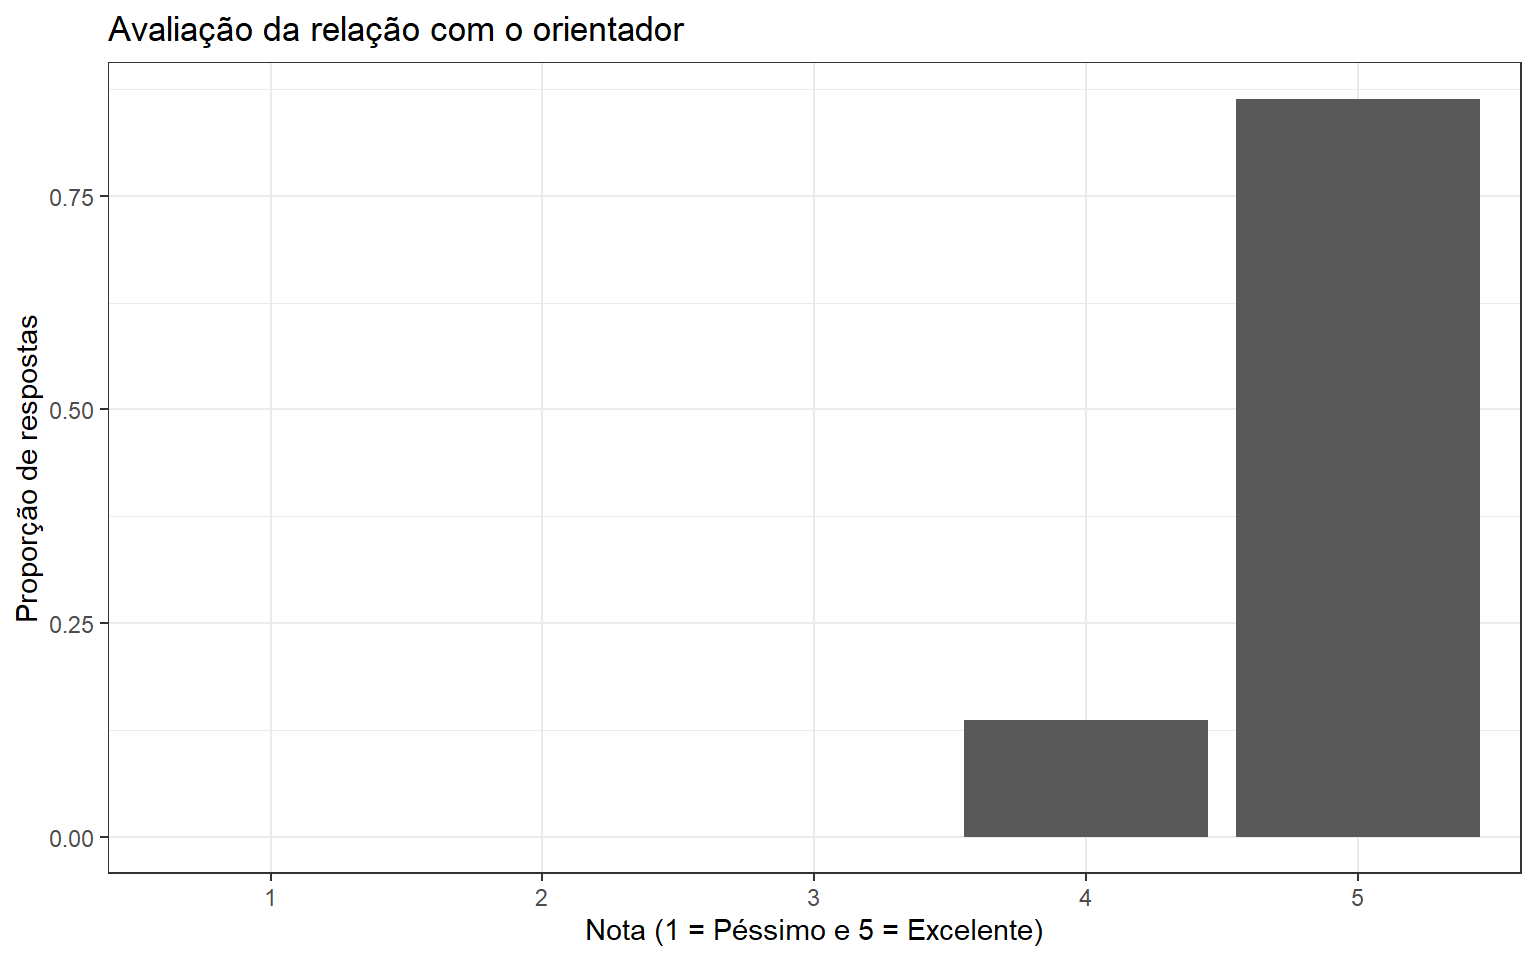 Avaliação da relação com o orientador
Proporção de respostas
0.75
0.50
0.25
0.00
1 2 3 4 5
Nota (1 = Péssimo e 5 = Excelente)